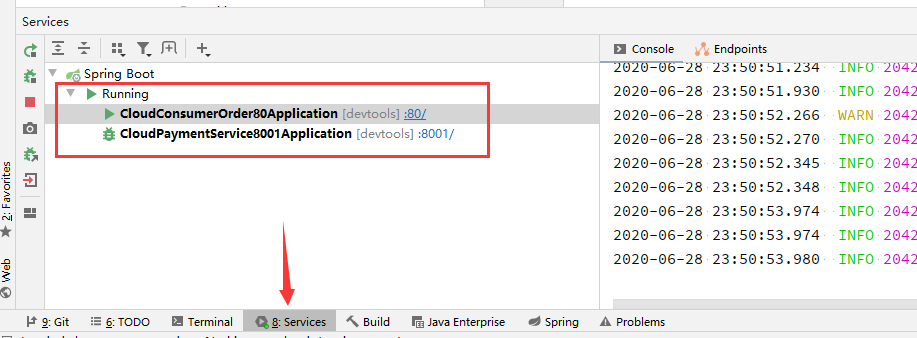 Services
Console
Endpoints
Spring Boot
Running
CloudConsumerOrder80Application [devtools] :80/
CloudPaymentService8001Application [devtools] :8001/
2020-06-28 23:50:51.234 INFO 2042
2020-06-28 23:50:51.930 INFO 2042
2020-06-28 23:50:52.266 WARN 2042
2020-06-28 23:50:52.270 INFO 2042
2020-06-28 23:50:52.345 INFO 2042
2020-06-28 23:50:52.348 INFO 2042
2020-06-28 23:50:53.974 INFO 2042
2020-06-28 23:50:53.974 INFO 2042
2020-06-28 23:50:53.980 INFO 2042
2: Favorites
Web
9: Git 6: TODO Terminal 8: Services Build Java Enterprise Spring Problems